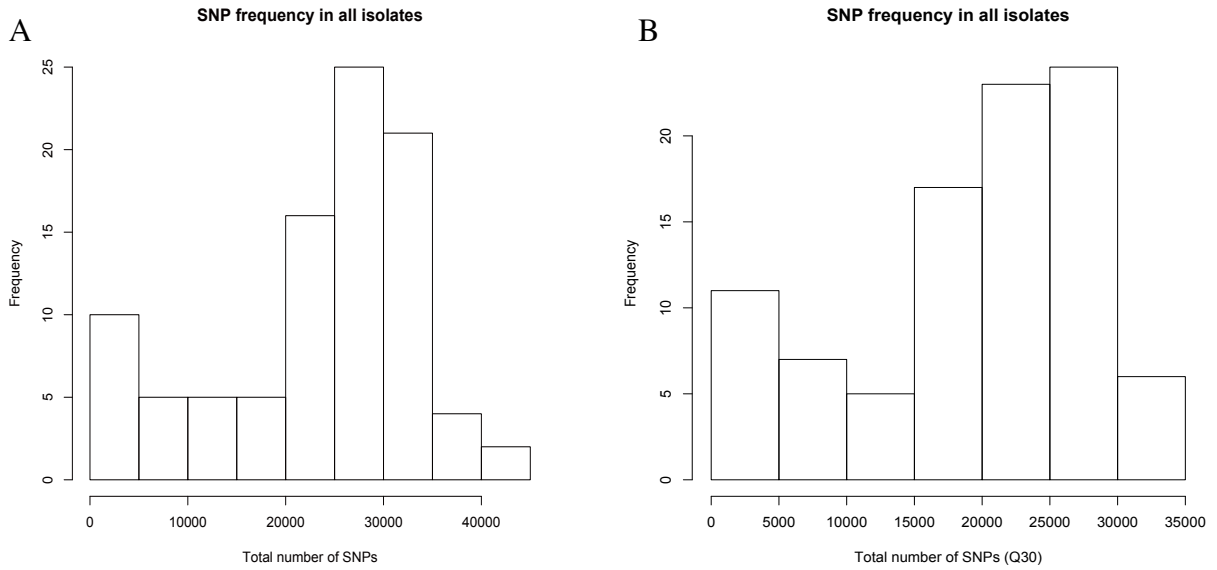 A
SNP frequency in all isolates
Frequency
25
20
15
10
5
0
0 10000 20000 30000 40000
Total number of SNPs
B
SNP frequency in all isolates
Frequency
20
15
10
5
0
0 5000 10000 15000 20000 25000 30000 35000
Total number of SNPs (Q30)